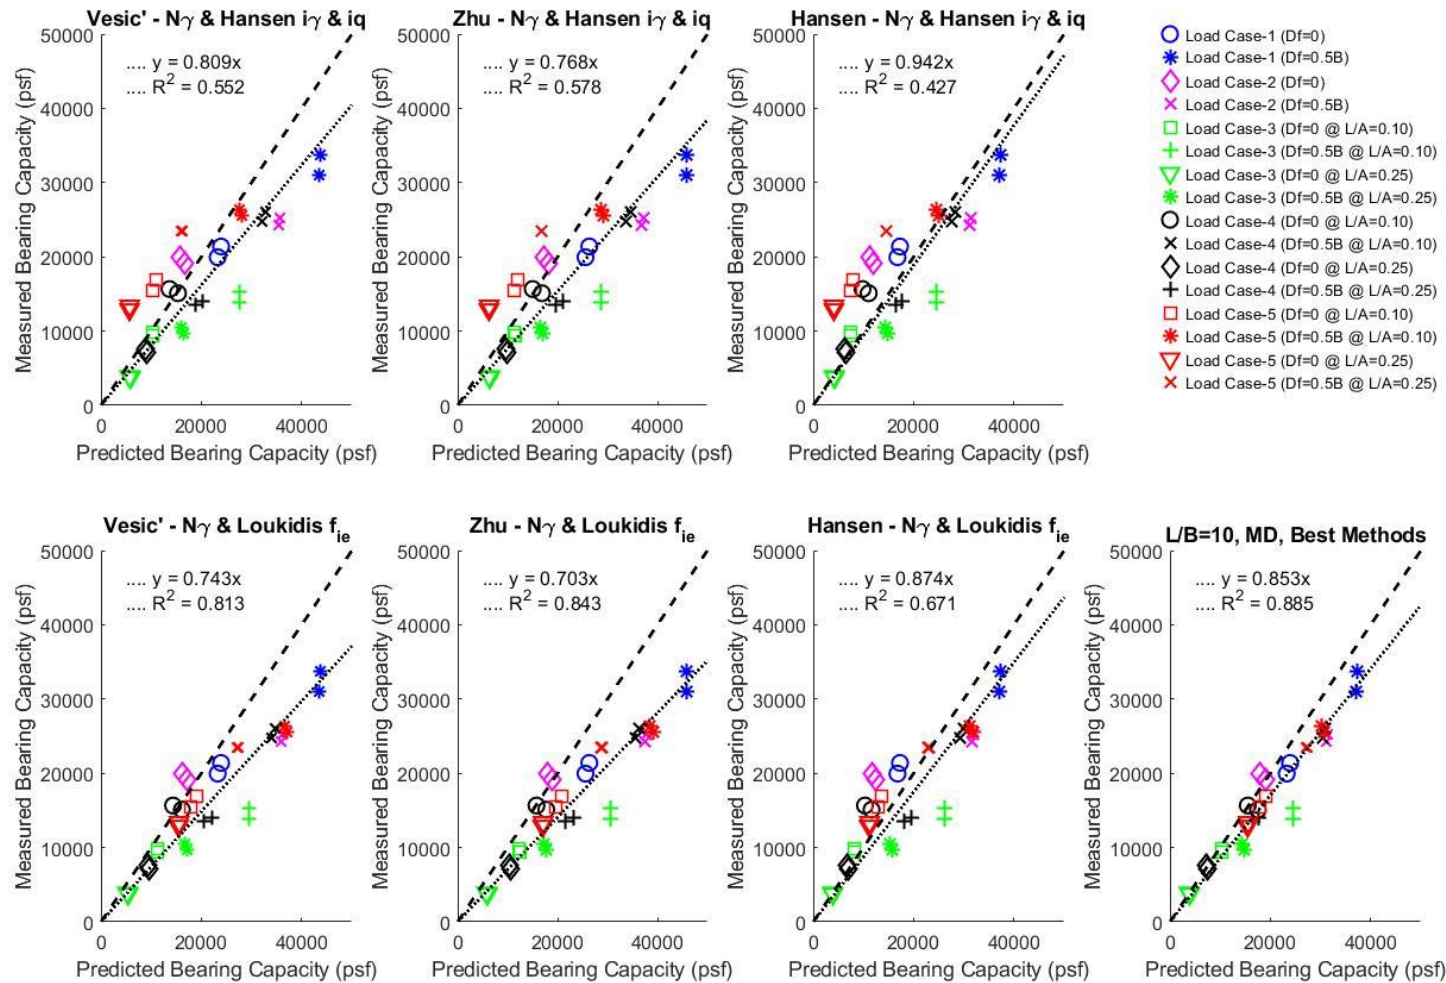 Vesic' - Nγ & Hansen iγ & iq
50000
40000
30000
20000
10000
0
0 20000 40000
Measured Bearing Capacity (psf)
Predicted Bearing Capacity (psf)
.... y = 0.809x
.... R² = 0.552
Zhu - Nγ & Hansen iγ & iq
50000
40000
30000
20000
10000
0
0 20000 40000
Measured Bearing Capacity (psf)
Predicted Bearing Capacity (psf)
.... y = 0.768x
.... R² = 0.578
Hansen - Nγ & Hansen iγ & iq
50000
40000
30000
20000
10000
0
0 20000 40000
Measured Bearing Capacity (psf)
Predicted Bearing Capacity (psf)
.... y = 0.942x
.... R² = 0.427
Load Case-1 (Df=0)
Load Case-1 (Df=0.5B)
Load Case-2 (Df=0)
Load Case-2 (Df=0.5B)
Load Case-3 (Df=0 @ L/A=0.10)
Load Case-3 (Df=0.5B @ L/A=0.10)
Load Case-3 (Df=0 @ L/A=0.25)
Load Case-3 (Df=0.5B @ L/A=0.25)
Load Case-4 (Df=0 @ L/A=0.10)
Load Case-4 (Df=0.5B @ L/A=0.10)
Load Case-4 (Df=0 @ L/A=0.25)
Load Case-4 (Df=0.5B @ L/A=0.25)
Load Case-5 (Df=0 @ L/A=0.10)
Load Case-5 (Df=0.5B @ L/A=0.10)
Load Case-5 (Df=0 @ L/A=0.25)
Load Case-5 (Df=0.5B @ L/A=0.25)
Vesic' - Nγ & Loukidis f_ie
50000
40000
30000
20000
10000
0
0 20000 40000
Measured Bearing Capacity (psf)
Predicted Bearing Capacity (psf)
.... y = 0.743x
.... R² = 0.813
Zhu - Nγ & Loukidis f_ie
50000
40000
30000
20000
10000
0
0 20000 40000
Measured Bearing Capacity (psf)
Predicted Bearing Capacity (psf)
.... y = 0.703x
.... R² = 0.843
Hansen - Nγ & Loukidis f_ie
50000
40000
30000
20000
10000
0
0 20000 40000
Measured Bearing Capacity (psf)
Predicted Bearing Capacity (psf)
.... y = 0.874x
.... R² = 0.671
L/B=10, MD, Best Methods
50000
40000
30000
20000
10000
0
0 20000 40000
Measured Bearing Capacity (psf)
Predicted Bearing Capacity (psf)
.... y = 0.853x
.... R² = 0.885